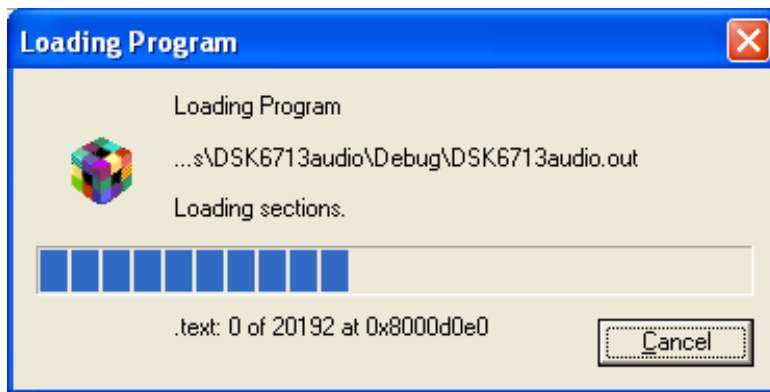 Loading Program
Loading Program
...s\DSK6713audio\Debug\DSK6713audio.out
Loading sections.
.text: 0 of 20192 at 0x8000d0e0
Cancel